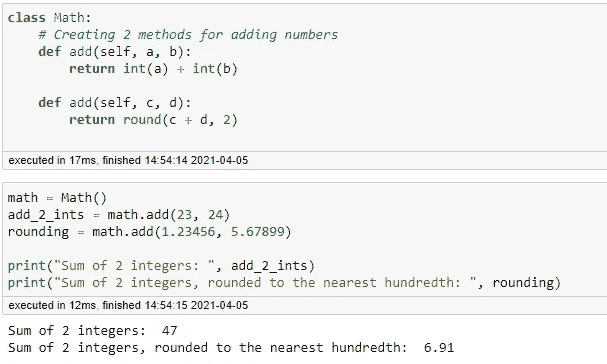 class Math:
    # Creating 2 methods for adding numbers
    def add(self, a, b):
        return int(a) + int(b)

    def add(self, c, d):
        return round(c + d, 2)
executed in 17ms, finished 14:54:14 2021-04-05
math = Math()
add_2_ints = math.add(23, 24)
rounding = math.add(1.23456, 5.67899)

print("Sum of 2 integers: ", add_2_ints)
print("Sum of 2 integers, rounded to the nearest hundredth: ", rounding)
executed in 12ms, finished 14:54:15 2021-04-05
Sum of 2 integers:  47
Sum of 2 integers, rounded to the nearest hundredth:  6.91